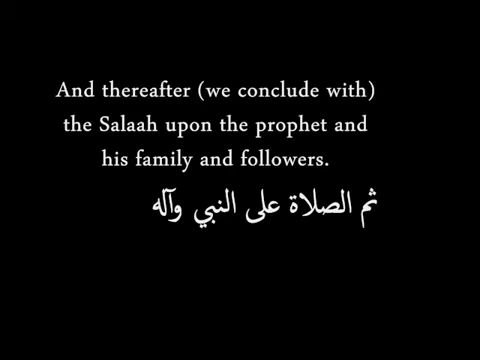 And thereafter (we conclude with)
the Salaah upon the prophet and
his family and followers.
ثم الصلاة على النبي وآله